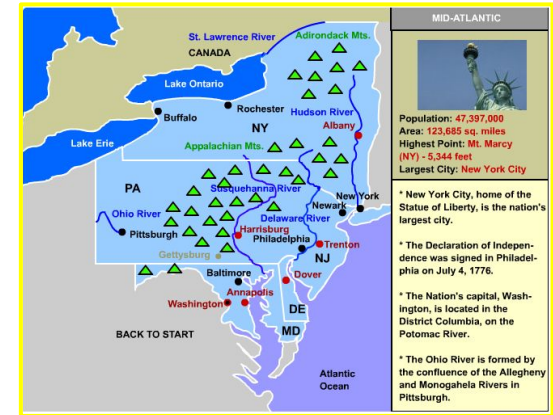 St. Lawrence River
Adirondack Mts.
CANADA
Lake Ontario
Rochester
Hudson River
Buffalo
NY
Albany
Lake Erie
Appalachian Mts.
PA
Susquehanna River
New York
Ohio River
Newark
Delaware River
Pittsburgh
Harrisburg
Philadelphia
Trenton
Gettysburg
NJ
Baltimore
Dover
Annapolis
Washington
DE
MD
BACK TO START
Atlantic
Ocean
MID-ATLANTIC
Population: 47,397,000
Area: 123,685 sq. miles
Highest Point: Mt. Marcy
(NY) - 5,344 feet
Largest City: New York City
* New York City, home of the
Statue of Liberty, is the nation's
largest city.
* The Declaration of Indepen-
dence was signed in Philadel-
phia on July 4, 1776.
* The Nation's capital, Wash-
ington, is located in the
District Columbia, on the
Potomac River.
* The Ohio River is formed by
the confluence of the Allegheny
and Monogahela Rivers in
Pittsburgh.